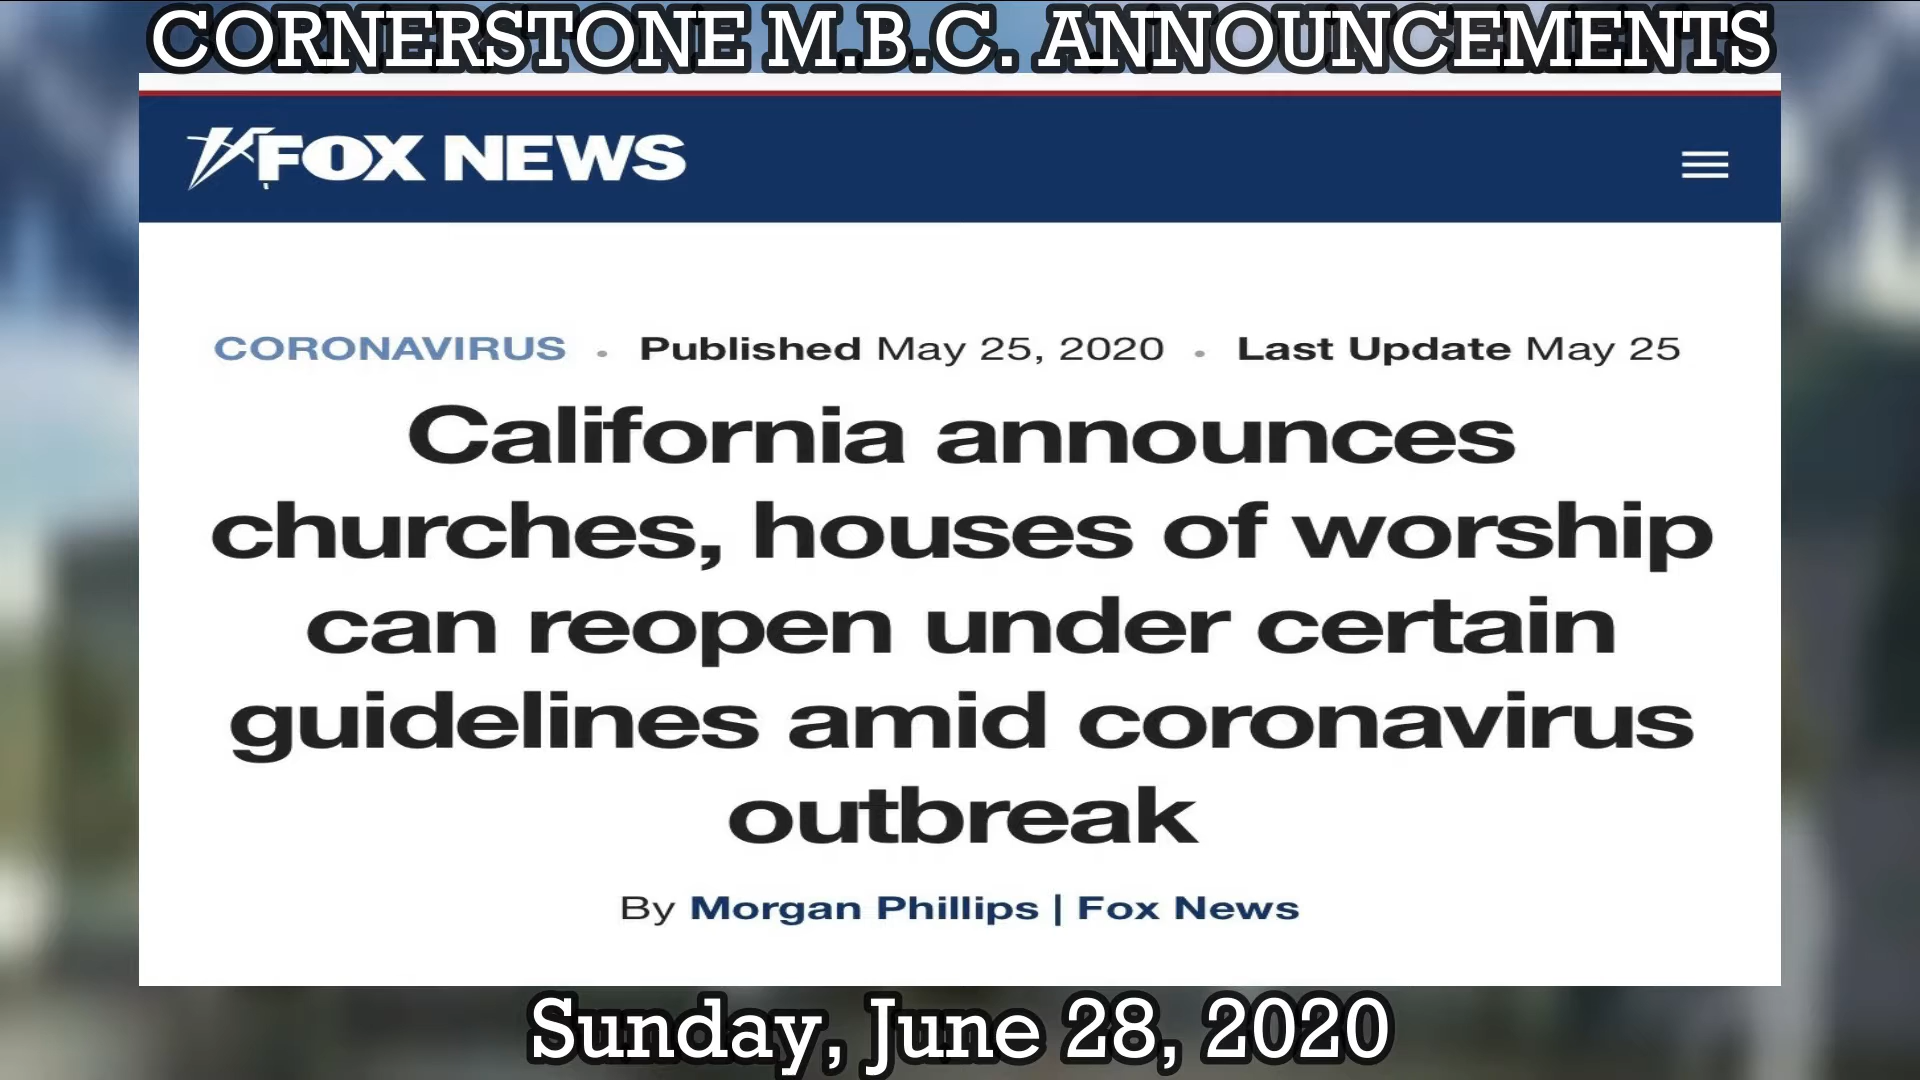 CORNERSTONE M.B.C. ANNOUNCEMENTS
FOX NEWS
CORONAVIRUS • Published May 25, 2020 • Last Update May 25
California announces
churches, houses of worship
can reopen under certain
guidelines amid coronavirus
outbreak
By Morgan Phillips | Fox News
Sunday, June 28, 2020